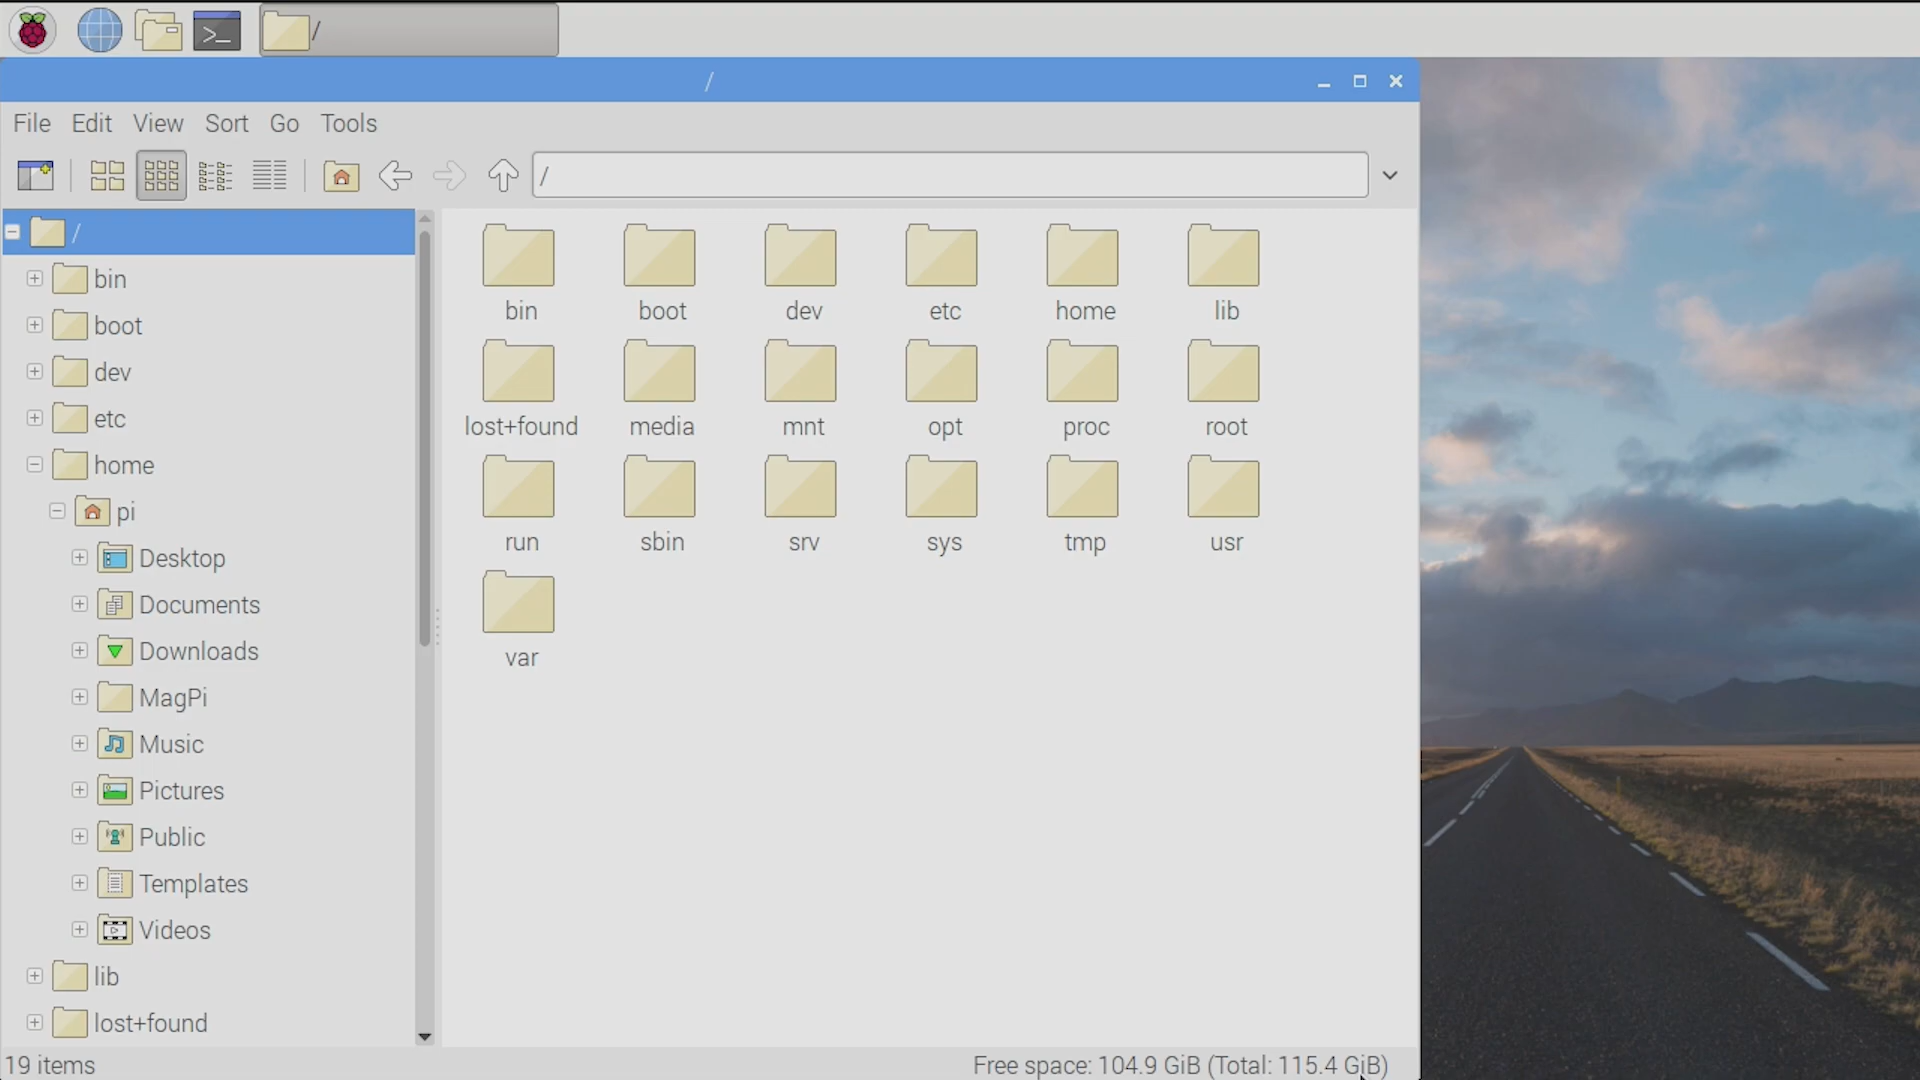 /
/
File Edit View Sort Go Tools
/
/
bin
boot
dev
etc
home
pi
Desktop
Documents
Downloads
MagPi
Music
Pictures
Public
Templates
Videos
lib
lost+found
bin boot dev etc home lib
lost+found media mnt opt proc root
run sbin srv sys tmp usr
var
19 items
Free space: 104.9 GiB (Total: 115.4 GiB)